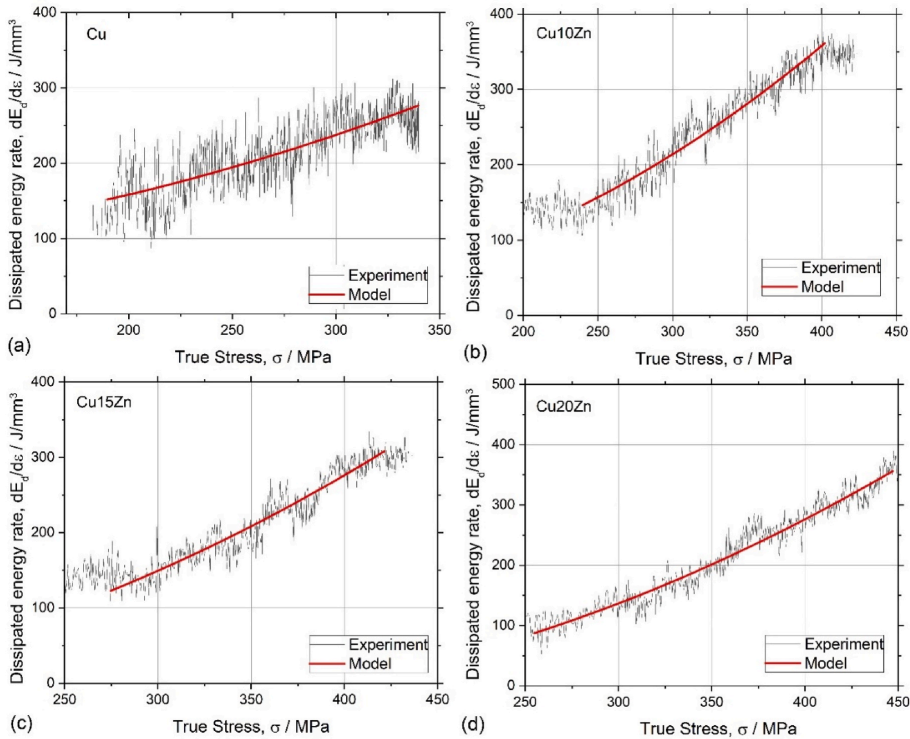 Cu
Dissipated energy rate, dE_d/dε / J/mm³
400
300
200
100
0
Experiment
Model
200
250
300
350
(a)
True Stress, σ / MPa
Cu10Zn
Dissipated energy rate, dE_d/dε / J/mm³
400
300
200
100
0
Experiment
Model
200
250
300
350
400
450
(b)
True Stress, σ / MPa
Cu15Zn
Dissipated energy rate, dE_d/dε / J/mm³
400
300
200
100
0
Experiment
Model
250
300
350
400
450
(c)
True Stress, σ / MPa
Cu20Zn
Dissipated energy rate, dE_d/dε / J/mm³
500
400
300
200
100
0
Experiment
Model
250
300
350
400
450
(d)
True Stress, σ / MPa